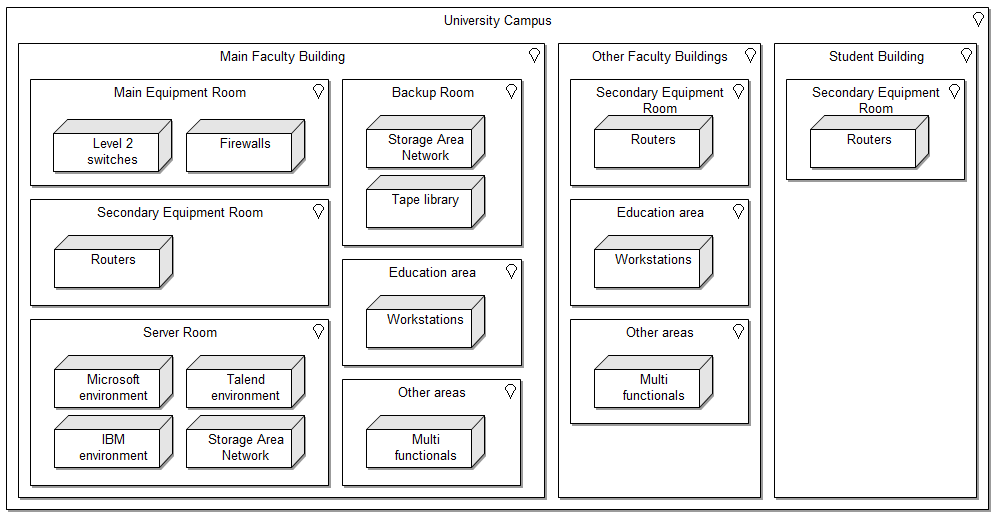 University Campus
Main Faculty Building
Main Equipment Room
Level 2
switches
Firewalls
Secondary Equipment Room
Routers
Server Room
Microsoft
environment
Talend
environment
IBM
environment
Storage Area
Network
Backup Room
Storage Area
Network
Tape library
Education area
Workstations
Other areas
Multi
functionals
Other Faculty Buildings
Secondary Equipment
Room
Routers
Education area
Workstations
Other areas
Multi
functionals
Student Building
Secondary Equipment
Room
Routers